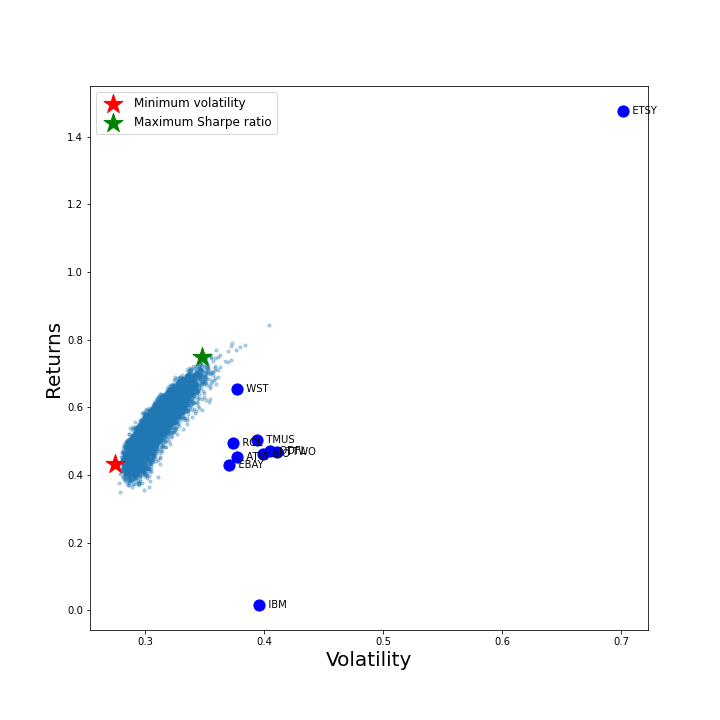 Minimum volatility
Maximum Sharpe ratio
ETSY
1.4
1.2
1.0
0.8
Returns
WST
0.6
TMUS
ODFL
TTWO
EBAY
0.4
0.2
IBM
0.0
0.3
0.4
0.5
0.6
0.7
Volatility